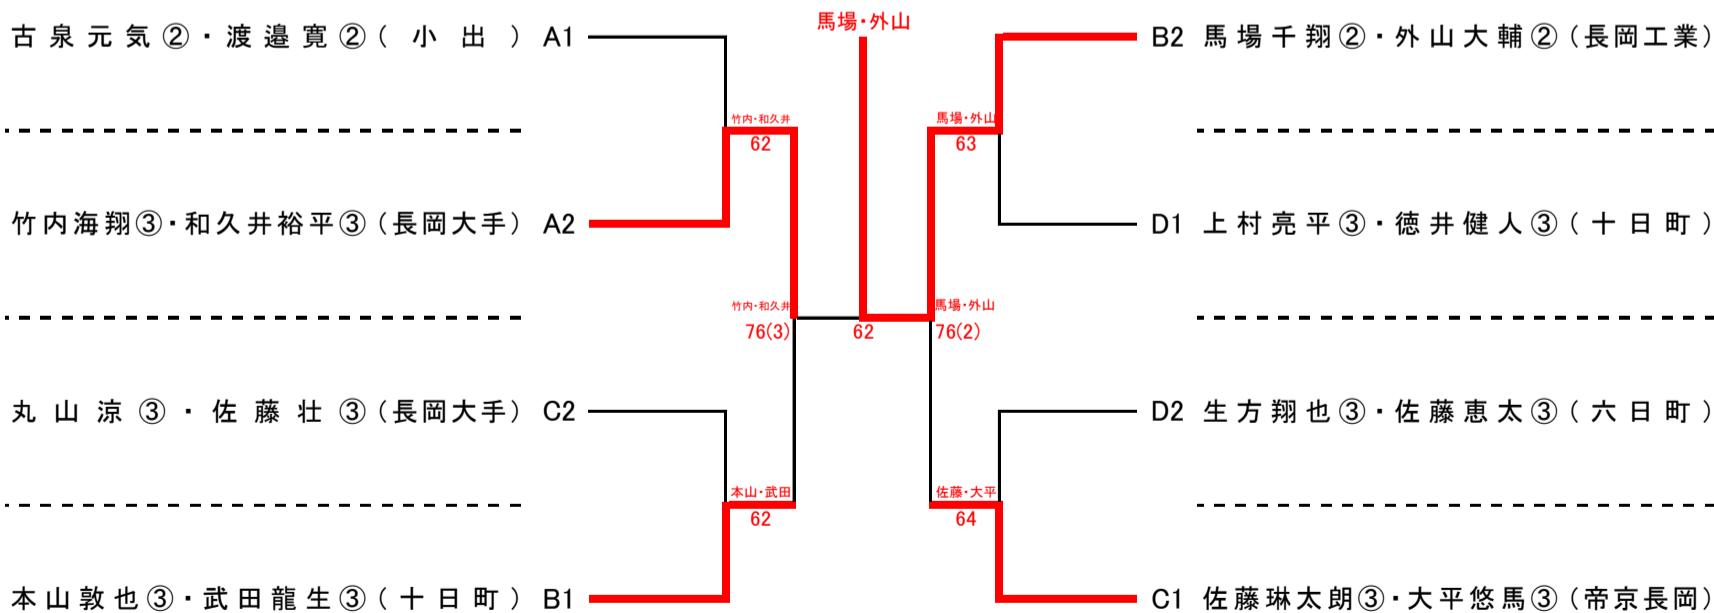 馬場・外山
古泉元気②・渡邉寛②(小出) A1
B2 馬場千翔②・外山大輔②(長岡工業)
竹内・和久井
62
馬場・外山
63
竹内海翔③・和久井裕平③(長岡大手) A2
D1 上村亮平③・徳井健人③(十日町)
竹内・和久井
76(3)
62
馬場・外山
76(2)
丸山涼③・佐藤壮③(長岡大手) C2
D2 生方翔也③・佐藤恵太③(六日町)
本山・武田
62
佐藤・大平
64
本山敦也③・武田龍生③(十日町) B1
C1 佐藤琳太朗③・大平悠馬③(帝京長岡)